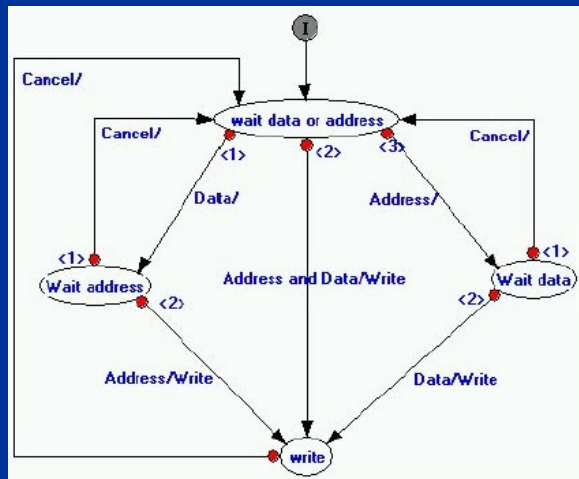 I
Cancel/
wait data or address
Cancel/
Cancel/
<1>
<2>
<3>
Data/
Address/
<1>
<1>
Wait address
Address and Data/Write
Wait data
<2>
<2>
Address/Write
Data/Write
write